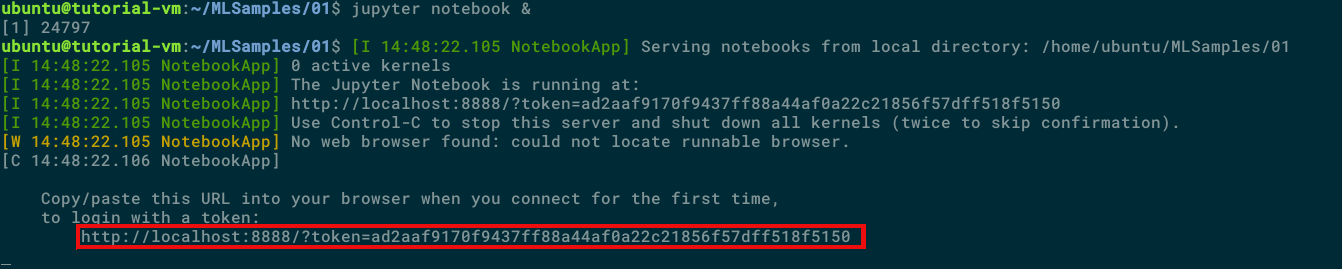 ubuntu@tutorial-vm:~/MLSamples/01$ jupyter notebook &
[1] 24797
ubuntu@tutorial-vm:~/MLSamples/01$ [I 14:48:22.105 NotebookApp] Serving notebooks from local directory: /home/ubuntu/MLSamples/01
[I 14:48:22.105 NotebookApp] 0 active kernels
[I 14:48:22.105 NotebookApp] The Jupyter Notebook is running at:
[I 14:48:22.105 NotebookApp] http://localhost:8888/?token=ad2aaf9170f9437ff88a44af0a22c21856f57dff518f5150
[I 14:48:22.105 NotebookApp] Use Control-C to stop this server and shut down all kernels (twice to skip confirmation).
[W 14:48:22.105 NotebookApp] No web browser found: could not locate runnable browser.
[C 14:48:22.106 NotebookApp]
Copy/paste this URL into your browser when you connect for the first time,
to login with a token:
http://localhost:8888/?token=ad2aaf9170f9437ff88a44af0a22c21856f57dff518f5150